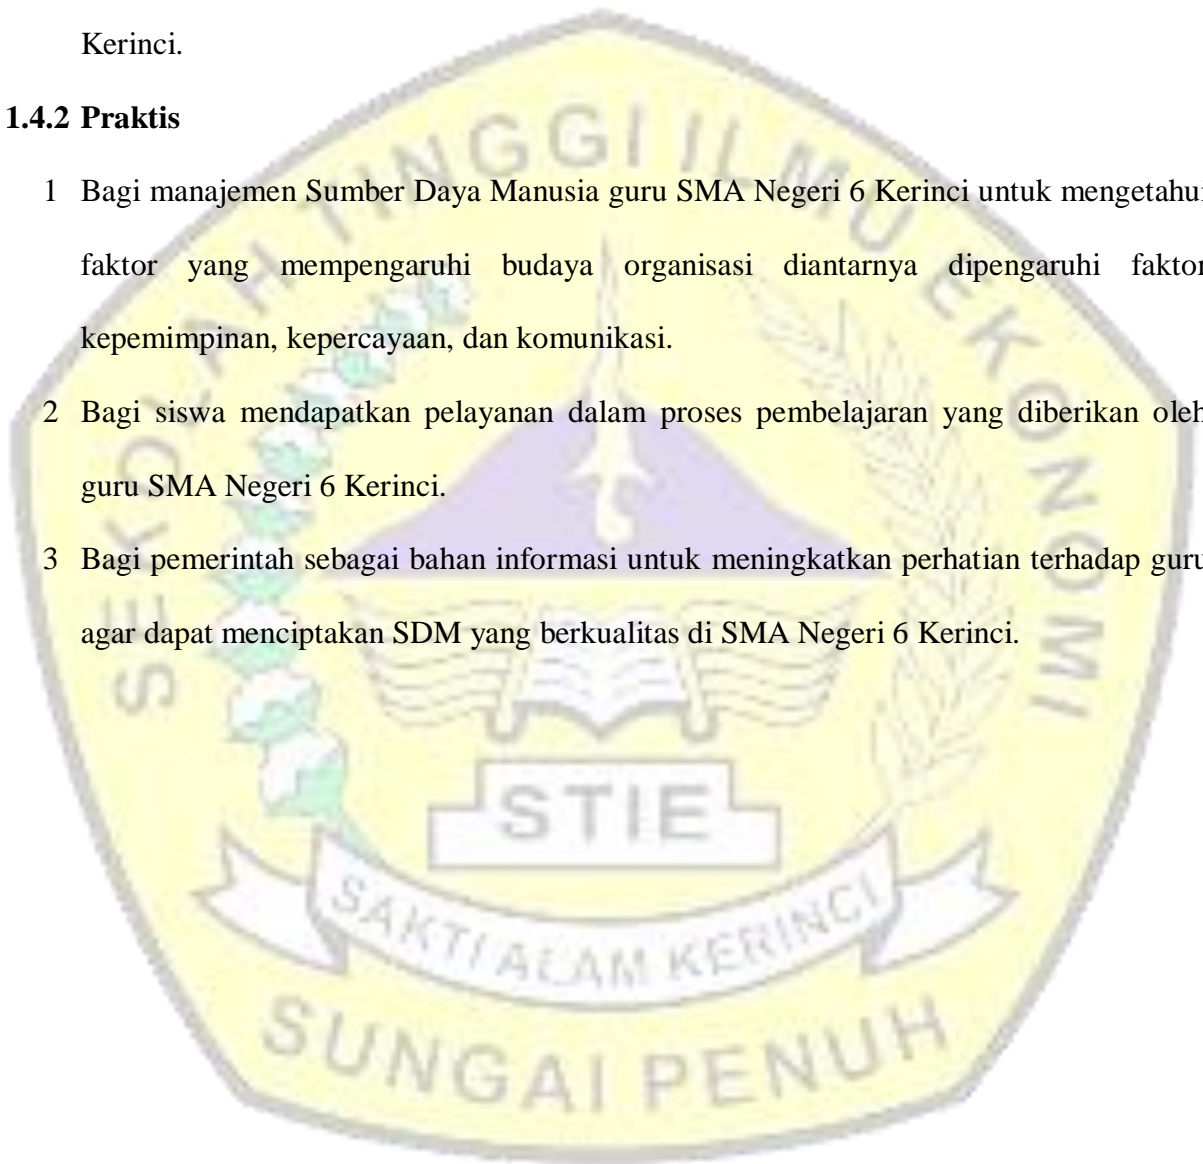 Kerinci.
1.4.2 Praktis
1 Bagi manajemen Sumber Daya Manusia guru SMA Negeri 6 Kerinci untuk mengetahui
faktor yang mempengaruhi budaya organisasi diantarnya dipengaruhi faktor
kepemimpinan, kepercayaan, dan komunikasi.
2 Bagi siswa mendapatkan pelayanan dalam proses pembelajaran yang diberikan oleh
guru SMA Negeri 6 Kerinci.
3 Bagi pemerintah sebagai bahan informasi untuk meningkatkan perhatian terhadap guru
agar dapat menciptakan SDM yang berkualitas di SMA Negeri 6 Kerinci.
SEKOLAH TINGGI ILMU EKONOMI
STIE
SAKTI ALAM KERINCI
SUNGAI PENUH